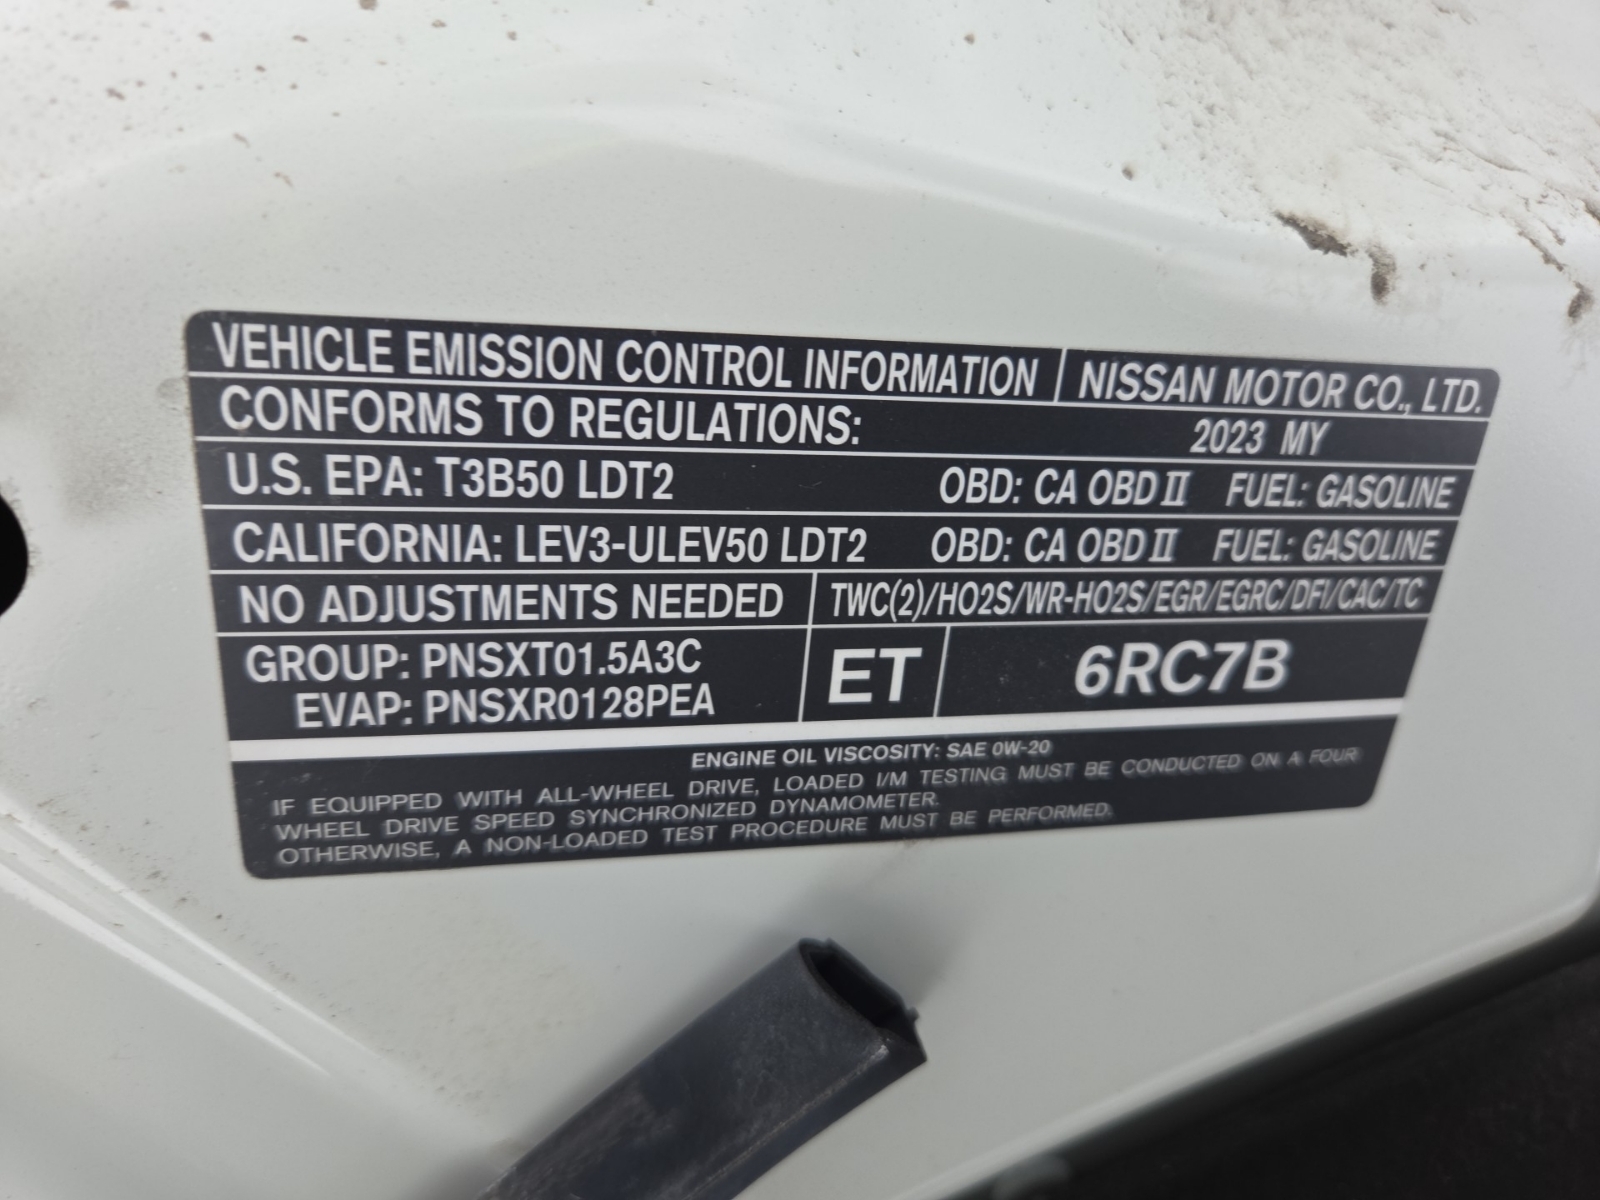 VEHICLE EMISSION CONTROL INFORMATION NISSAN MOTOR CO., LTD.
CONFORMS TO REGULATIONS: 2023 MY
U.S. EPA: T3B50 LDT2 OBD: CA OBD II FUEL: GASOLINE
CALIFORNIA: LEV3-ULEV50 LDT2 OBD: CA OBD II FUEL: GASOLINE
NO ADJUSTMENTS NEEDED TWC(2)/HO2S/WR-HO2S/EGR/EGRC/DFI/CAC/TC
GROUP: PNSXT01.5A3C
EVAP: PNSXR0128PEA
ET 6RC7B
ENGINE OIL VISCOSITY: SAE 0W-20
IF EQUIPPED WITH ALL-WHEEL DRIVE, LOADED I/M TESTING MUST BE CONDUCTED ON A FOUR
WHEEL DRIVE SPEED SYNCHRONIZED DYNAMOMETER.
OTHERWISE, A NON-LOADED TEST PROCEDURE MUST BE PERFORMED.